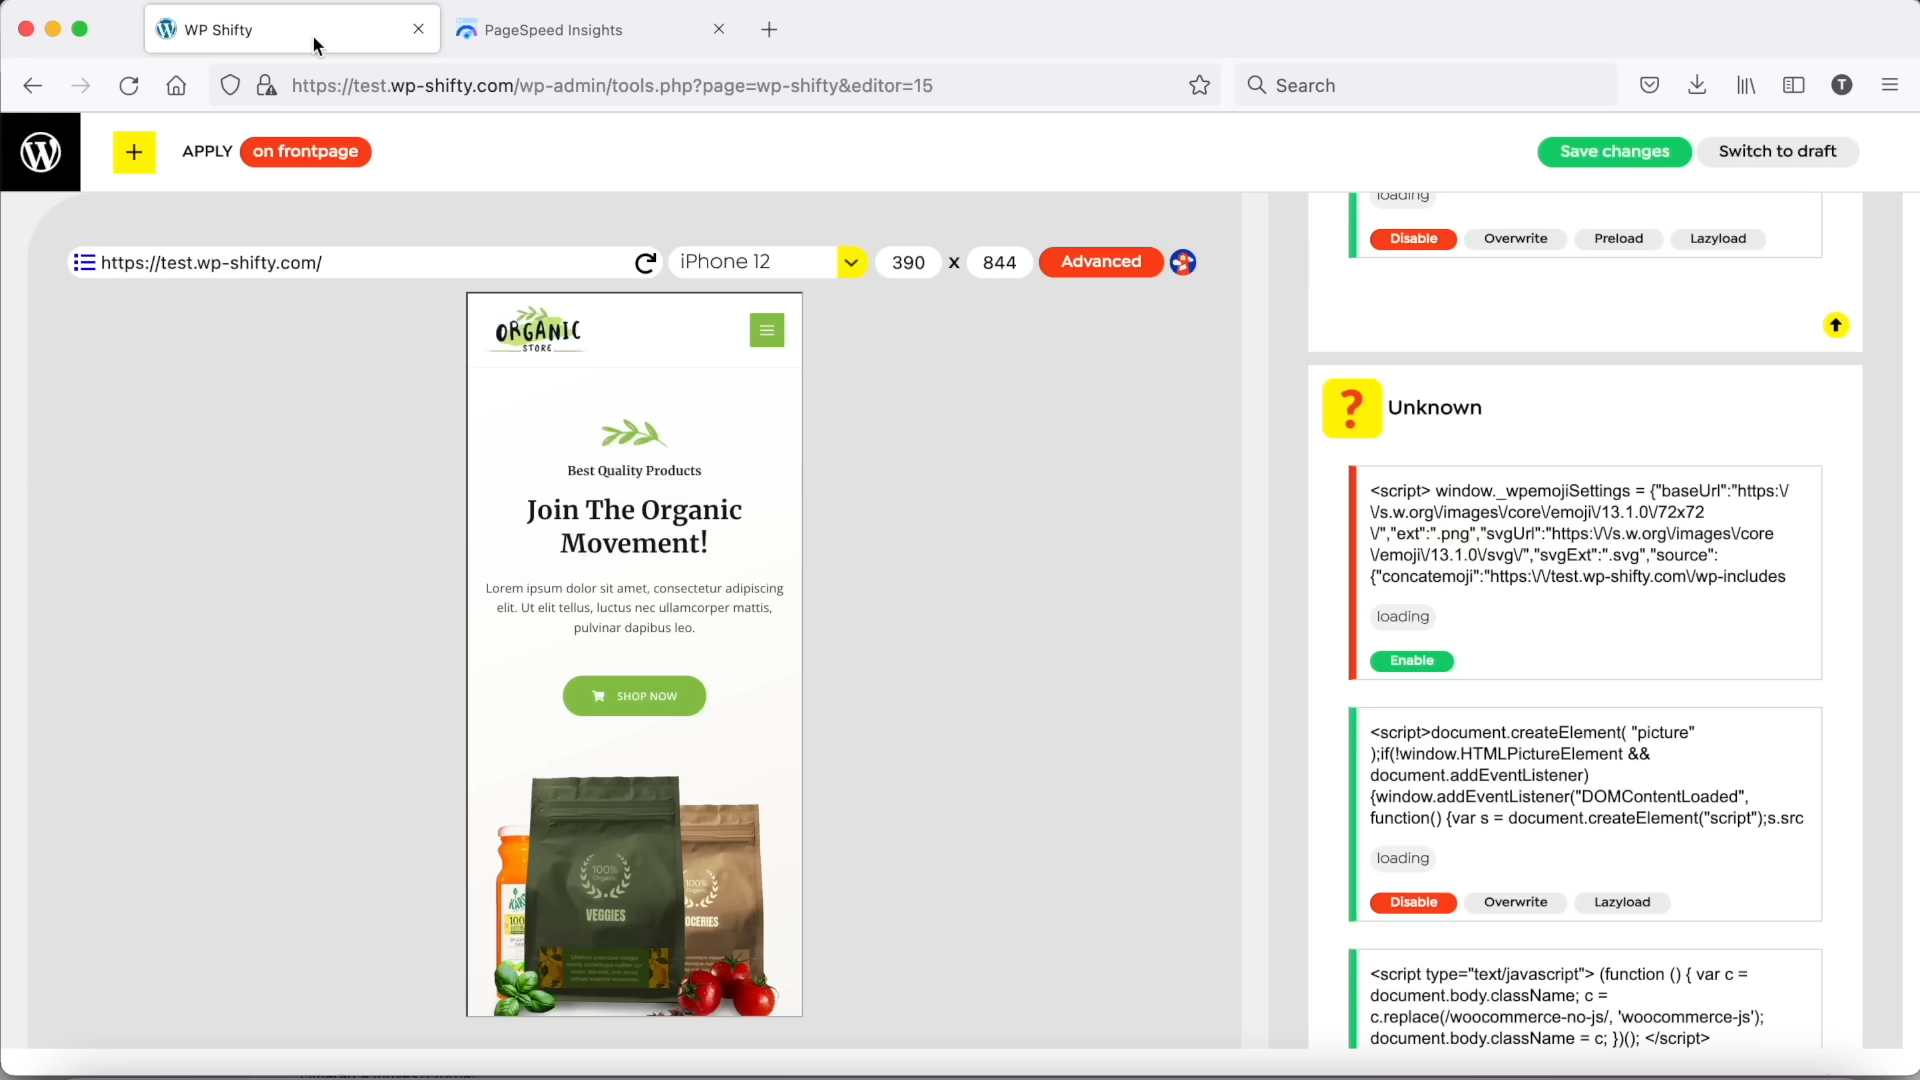 WP Shifty
PageSpeed Insights
https://test.wp-shifty.com/wp-admin/tools.php?page=wp-shifty&editor=15
Search
T
+
APPLY on frontpage
Save changes
Switch to draft
https://test.wp-shifty.com/
iPhone 12
390 x 844
Advanced
ORGANIC
STORE
Best Quality Products
Join The Organic
Movement!
Lorem ipsum dolor sit amet, consectetur adipiscing
elit. Ut elit tellus, luctus nec ullamcorper mattis,
pulvinar dapibus leo.
SHOP NOW
100%
Organic
VEGGIES
100%
loading
Disable Overwrite Preload Lazyload
? Unknown
<script> window._wpemojiSettings = {"baseUrl":"https:\/
\/s.w.org\/images\/core\/emoji\/13.1.0\/72x72
\/","ext":".png","svgUrl":"https:\/\/s.w.org\/images\/core
\/emoji\/13.1.0\/svg\/","svgExt":".svg","source":
{"concatemoji":"https:\/\/test.wp-shifty.com\/wp-includes
loading
Enable
<script>document.createElement( "picture"
);if(!window.HTMLPictureElement &&
document.addEventListener)
{window.addEventListener("DOMContentLoaded",
function() {var s = document.createElement("script");s.src
loading
Disable Overwrite Lazyload
<script type="text/javascript"> (function () { var c =
document.body.className; c =
c.replace(/woocommerce-no-js/, 'woocommerce-js');
document.body.className = c; })(); </script>